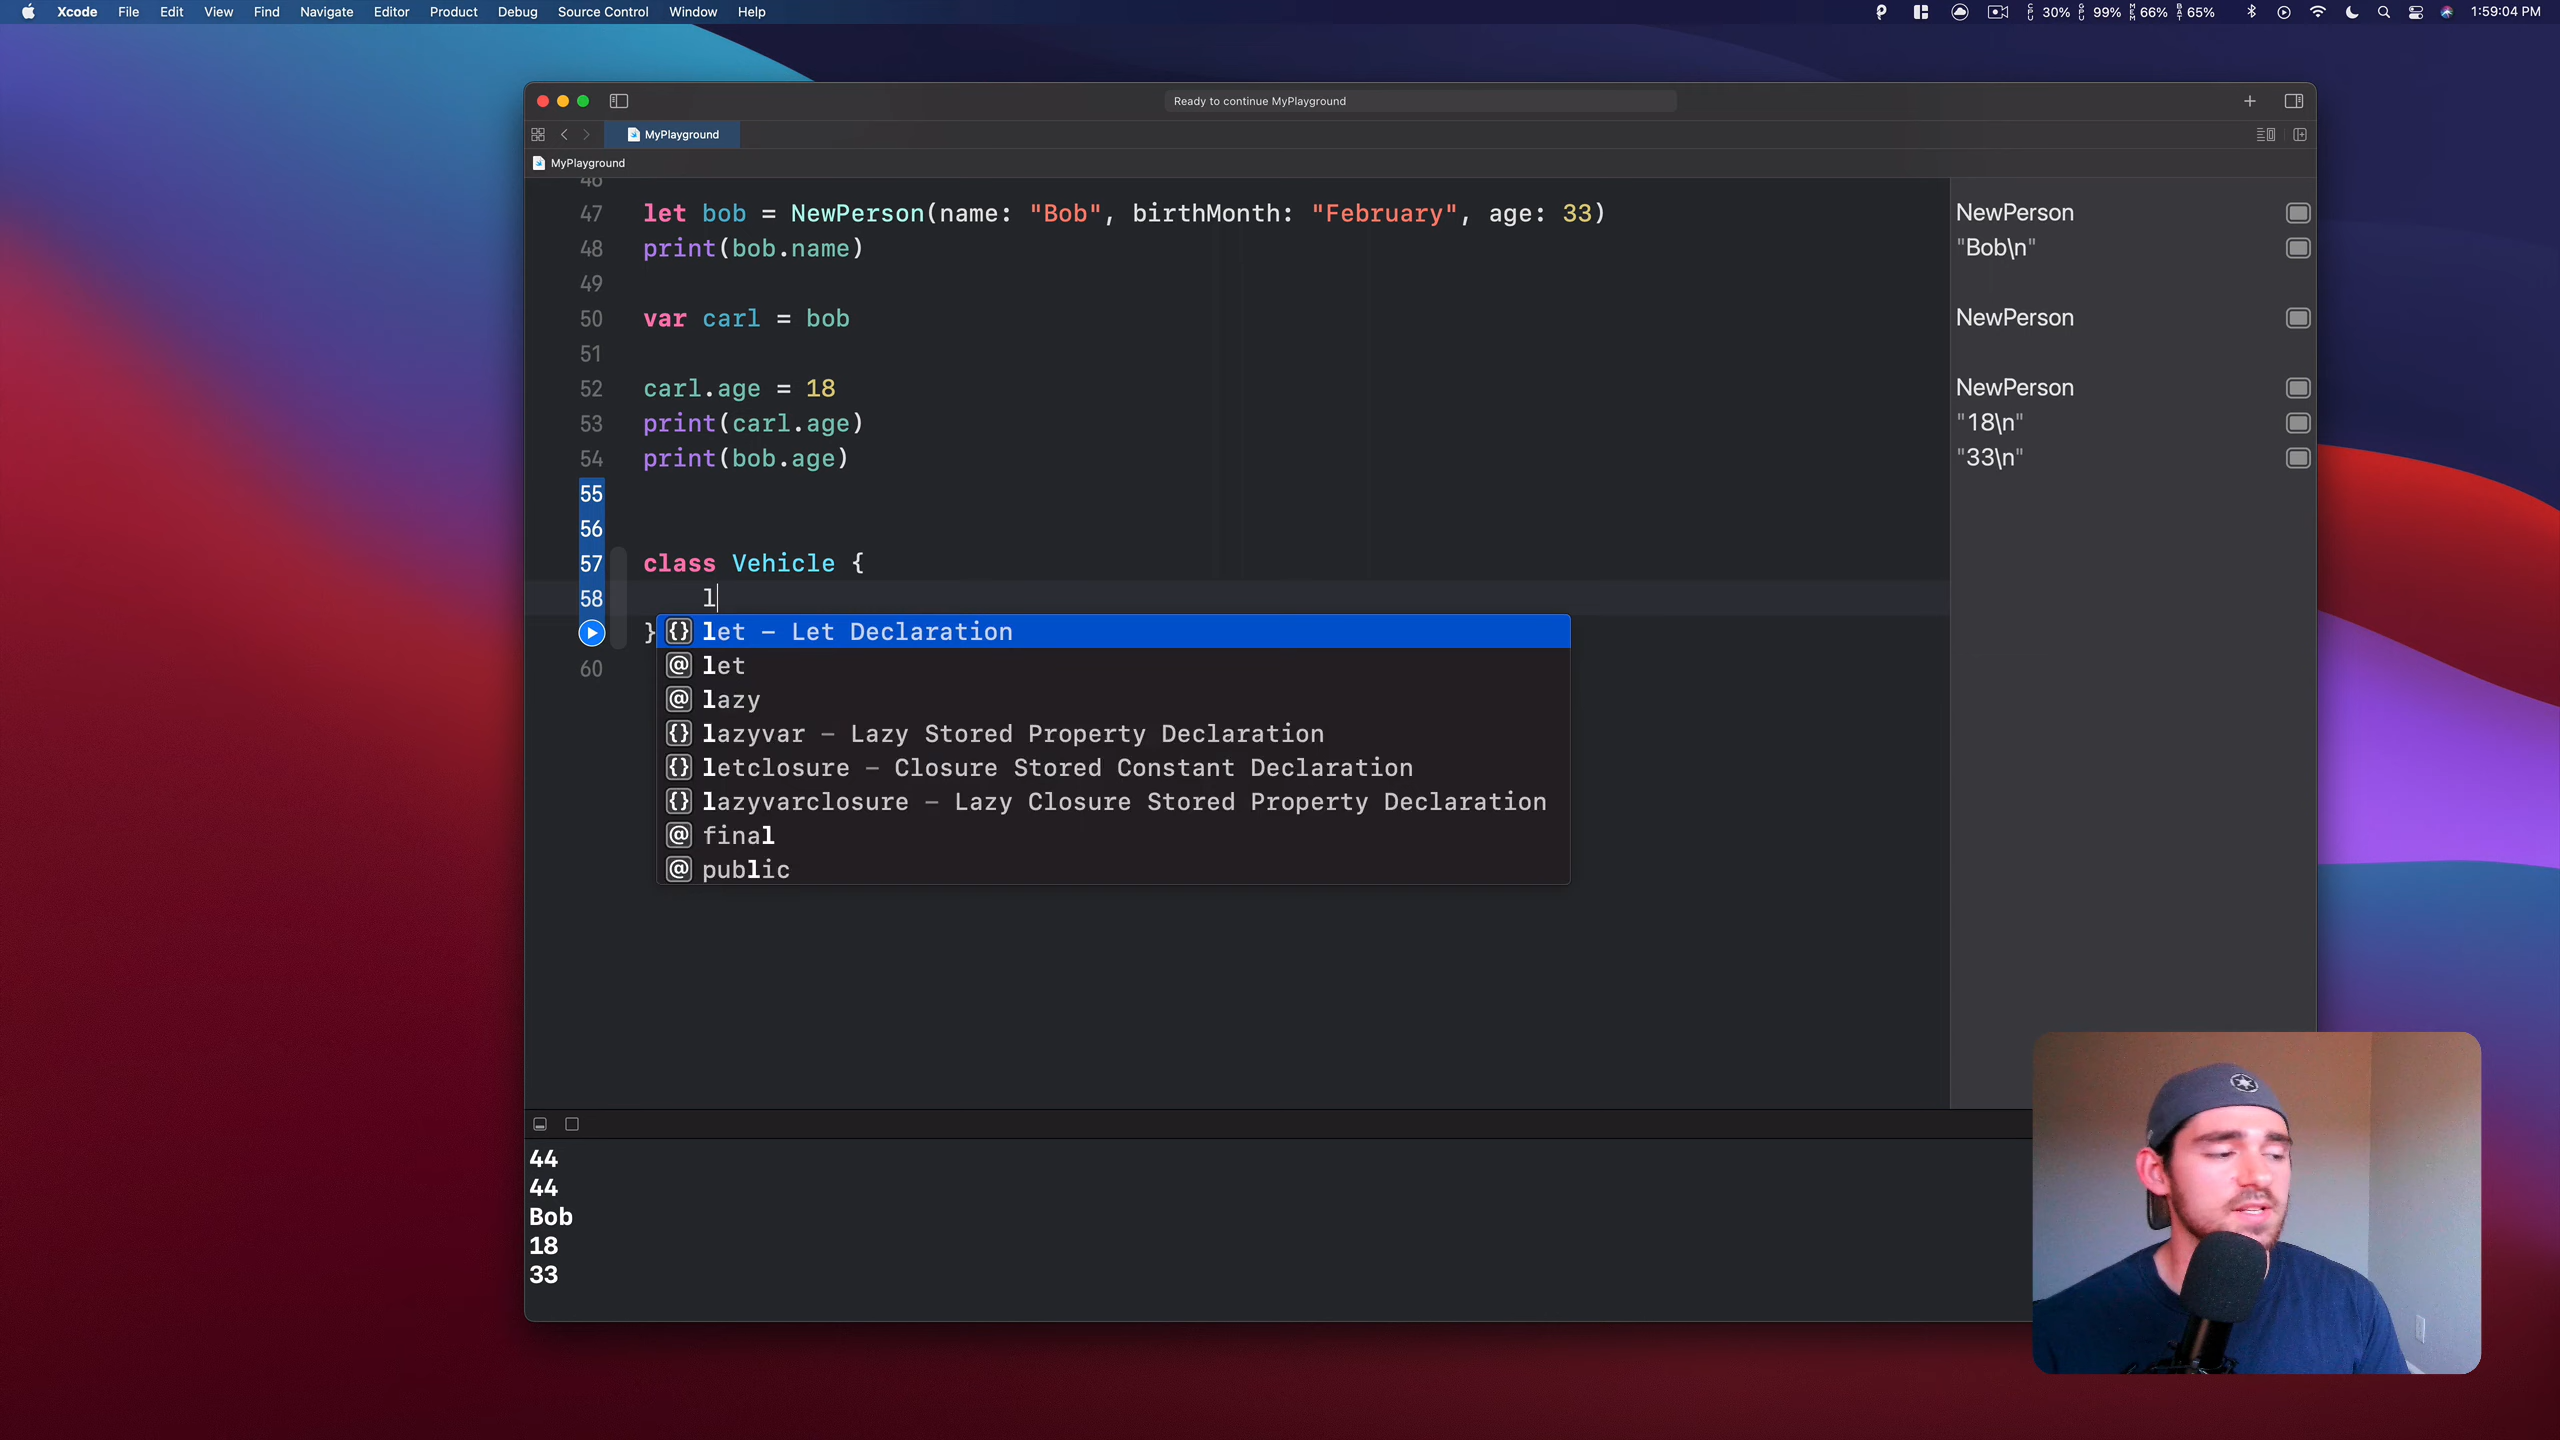 Xcode File Edit View Find Navigate Editor Product Debug Source Control Window Help
CPU 30% GPU 99% MEM 66% BAT 65% 1:59:04 PM
Ready to continue MyPlayground
MyPlayground
MyPlayground
46
47 let bob = NewPerson(name: "Bob", birthMonth: "February", age: 33) NewPerson
48 print(bob.name) "Bob\n"
49
50 var carl = bob NewPerson
51
52 carl.age = 18 NewPerson
53 print(carl.age) "18\n"
54 print(bob.age) "33\n"
55
56
57 class Vehicle {
58 l
}
{} let – Let Declaration
@ let
60
@ lazy
{} lazyvar – Lazy Stored Property Declaration
{} letclosure – Closure Stored Constant Declaration
{} lazyvarclosure – Lazy Closure Stored Property Declaration
@ final
@ public
44
44
Bob
18
33